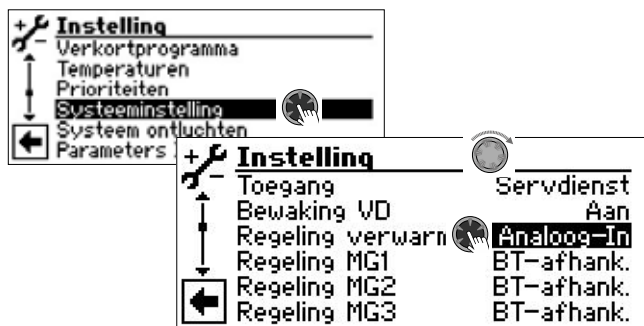 Instelling
Verkortprogramma
Temperaturen
Prioriteiten
Systeeminstelling
Systeem ontluchten
Parameters
Instelling
Toegang Servdienst
Bewaking VD Aan
Regeling verwarm Analoog-In
Regeling MG1 BT-afhank.
Regeling MG2 BT-afhank.
Regeling MG3 BT-afhank.